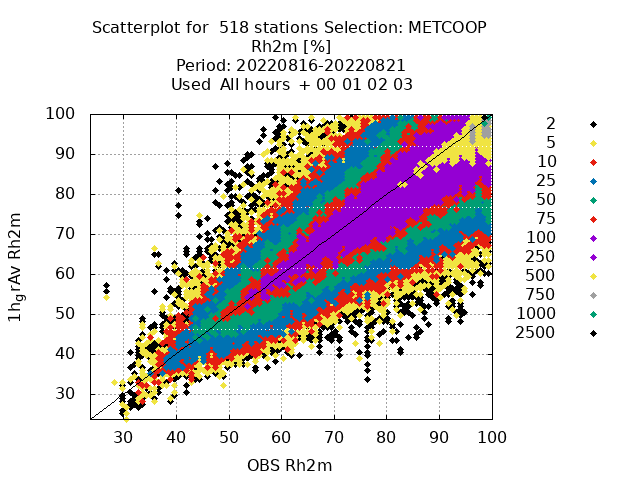 Scatterplot for  518 stations Selection: METCOOP
Rh2m [%]
Period: 20220816-20220821
Used  All hours  + 00 01 02 03
100
90
80
70
60
50
40
30
1hgrAv Rh2m
30 40 50 60 70 80 90 100
OBS Rh2m
2
5
10
25
50
75
100
250
500
750
1000
2500